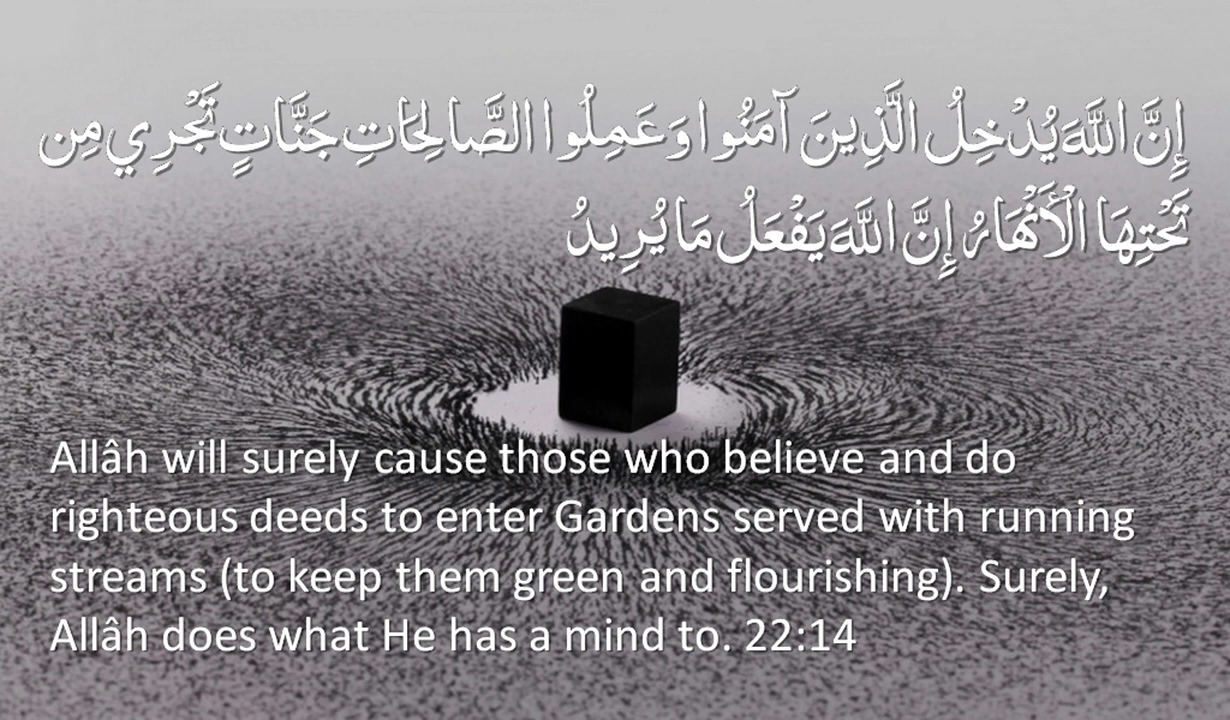 إِنَّ اللَّهَ يُدْخِلُ الَّذِينَ آمَنُوا وَعَمِلُوا الصَّالِحَاتِ جَنَّاتٍ تَجْرِي مِن
تَحْتِهَا الْأَنْهَارُ إِنَّ اللَّهَ يَفْعَلُ مَا يُرِيدُ
Allâh will surely cause those who believe and do
righteous deeds to enter Gardens served with running
streams (to keep them green and flourishing). Surely,
Allâh does what He has a mind to. 22:14